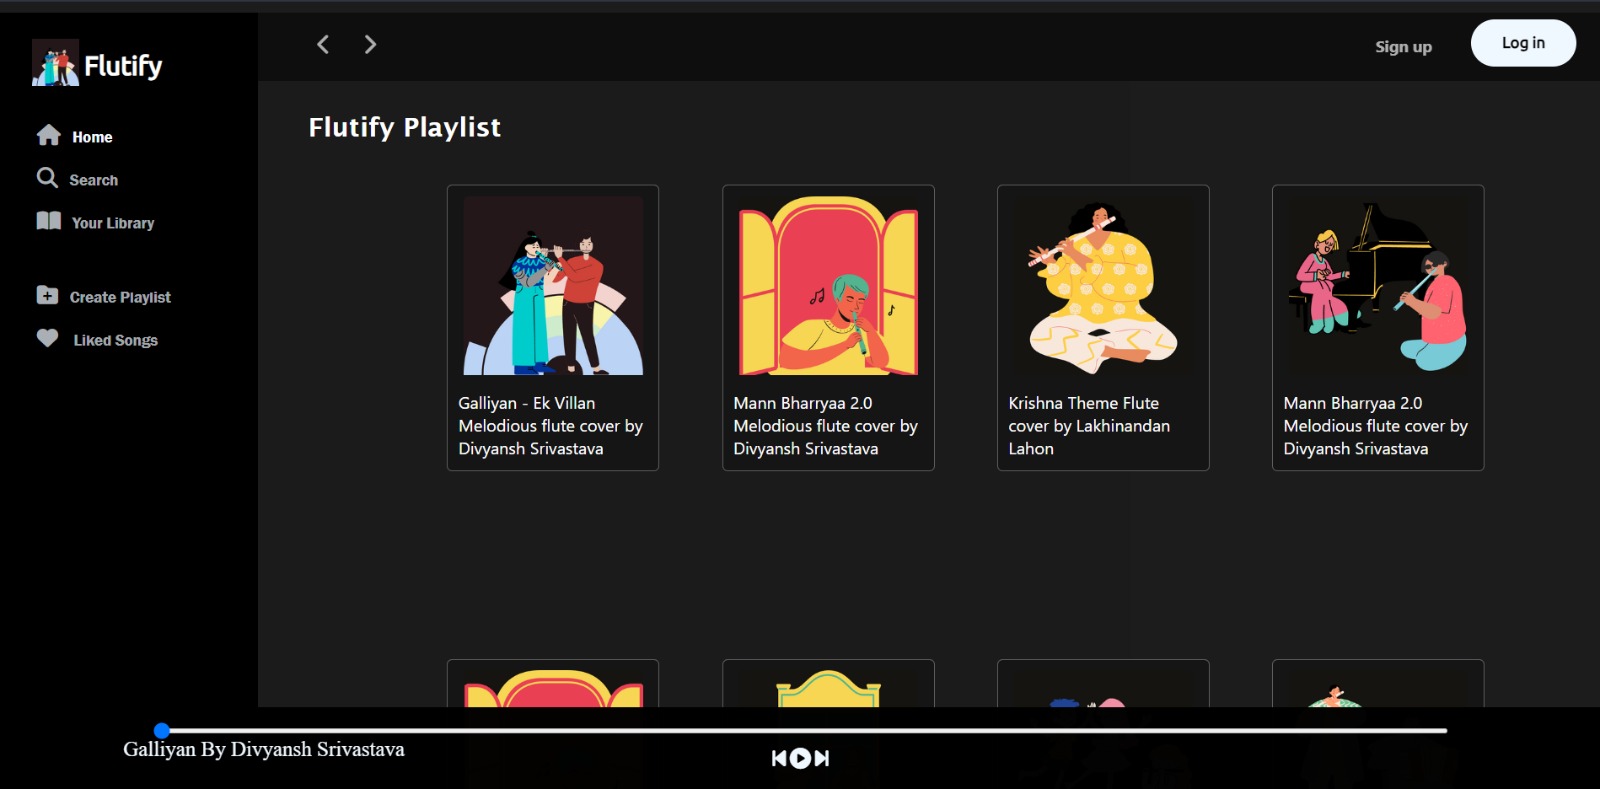 Flutify
Home
Search
Your Library
Create Playlist
Liked Songs
Sign up
Log in
Flutify Playlist
Galliyan - Ek Villan
Melodious flute cover by
Divyansh Srivastava
Mann Bharryaa 2.0
Melodious flute cover by
Divyansh Srivastava
Krishna Theme Flute
cover by Lakhinandan
Lahon
Mann Bharryaa 2.0
Melodious flute cover by
Divyansh Srivastava
Galliyan By Divyansh Srivastava